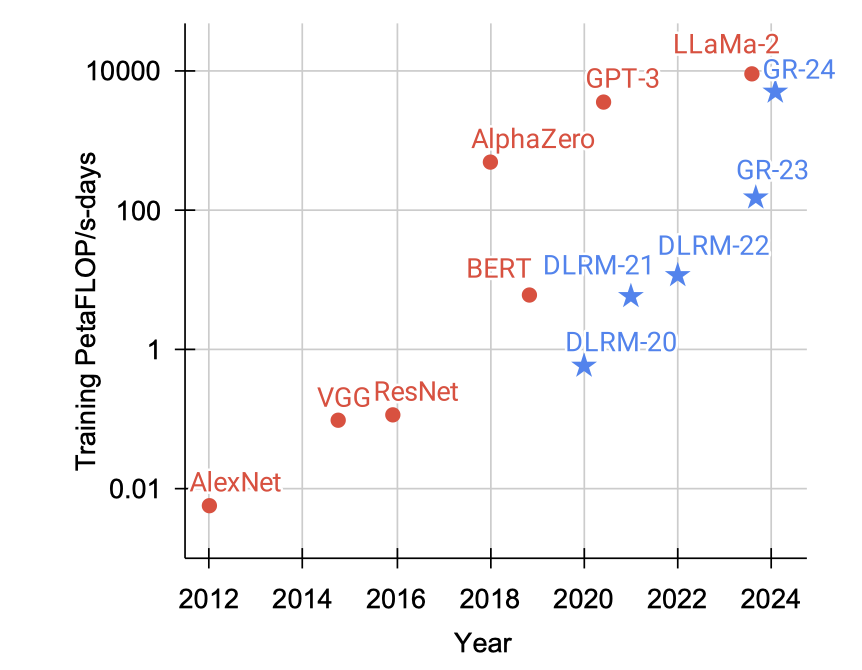 LLaMa-2
10000
GPT-3
GR-24
AlphaZero
GR-23
100
DLRM-22
BERT
DLRM-21
DLRM-20
1
VGG
ResNet
AlexNet
0.01
Training PetaFLOP/s-days
2012 2014 2016 2018 2020 2022 2024
Year